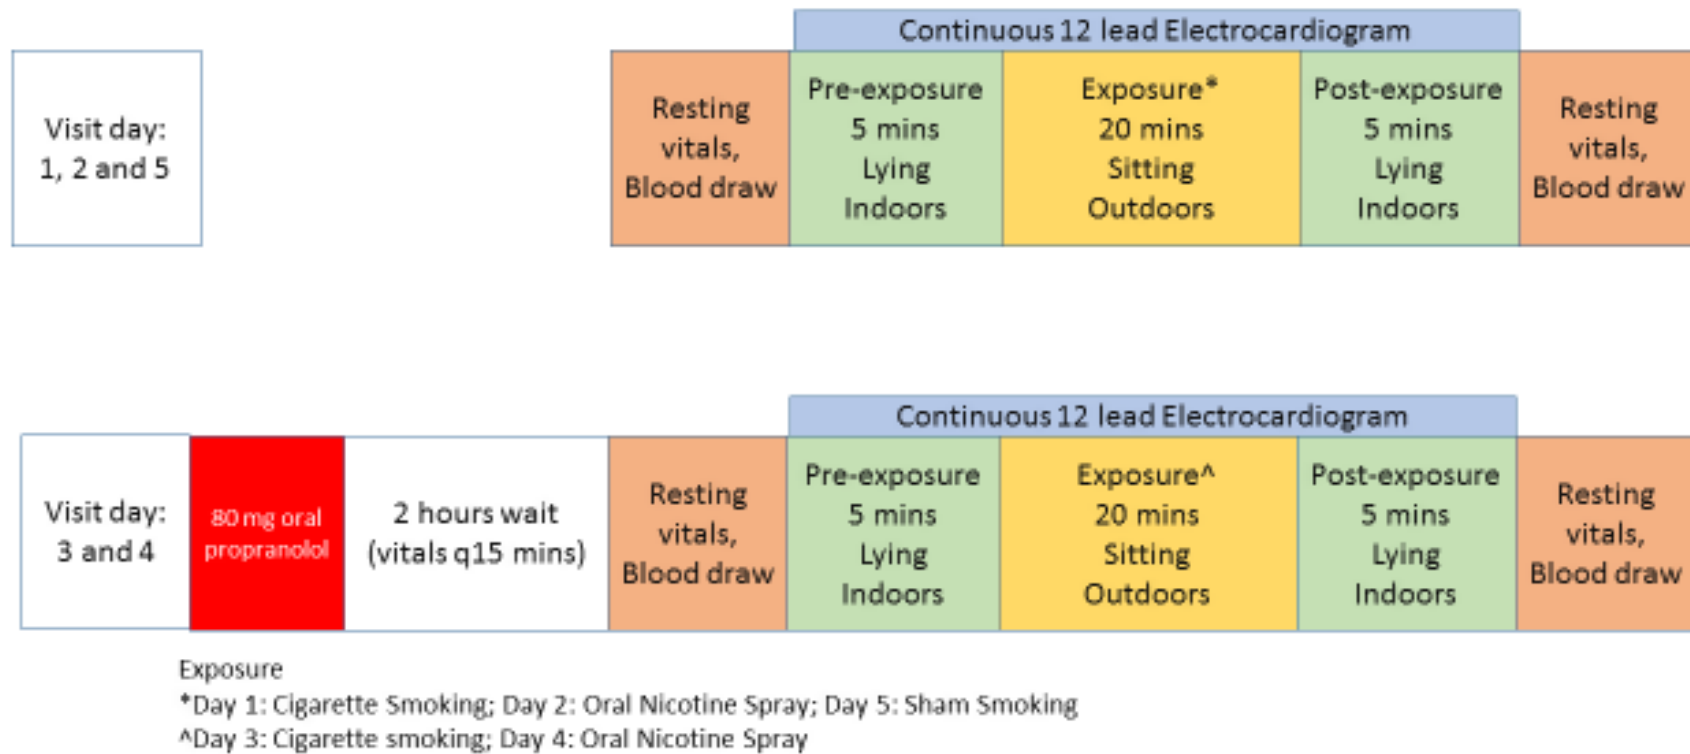 Continuous 12 lead Electrocardiogram
Visit day:
1, 2 and 5
Resting
vitals,
Blood draw
Pre-exposure
5 mins
Lying
Indoors
Exposure*
20 mins
Sitting
Outdoors
Post-exposure
5 mins
Lying
Indoors
Resting
vitals,
Blood draw
Continuous 12 lead Electrocardiogram
Visit day:
3 and 4
80 mg oral
propranolol
2 hours wait
(vitals q15 mins)
Resting
vitals,
Blood draw
Pre-exposure
5 mins
Lying
Indoors
Exposure^
20 mins
Sitting
Outdoors
Post-exposure
5 mins
Lying
Indoors
Resting
vitals,
Blood draw
Exposure
*Day 1: Cigarette Smoking; Day 2: Oral Nicotine Spray; Day 5: Sham Smoking
^Day 3: Cigarette smoking; Day 4: Oral Nicotine Spray